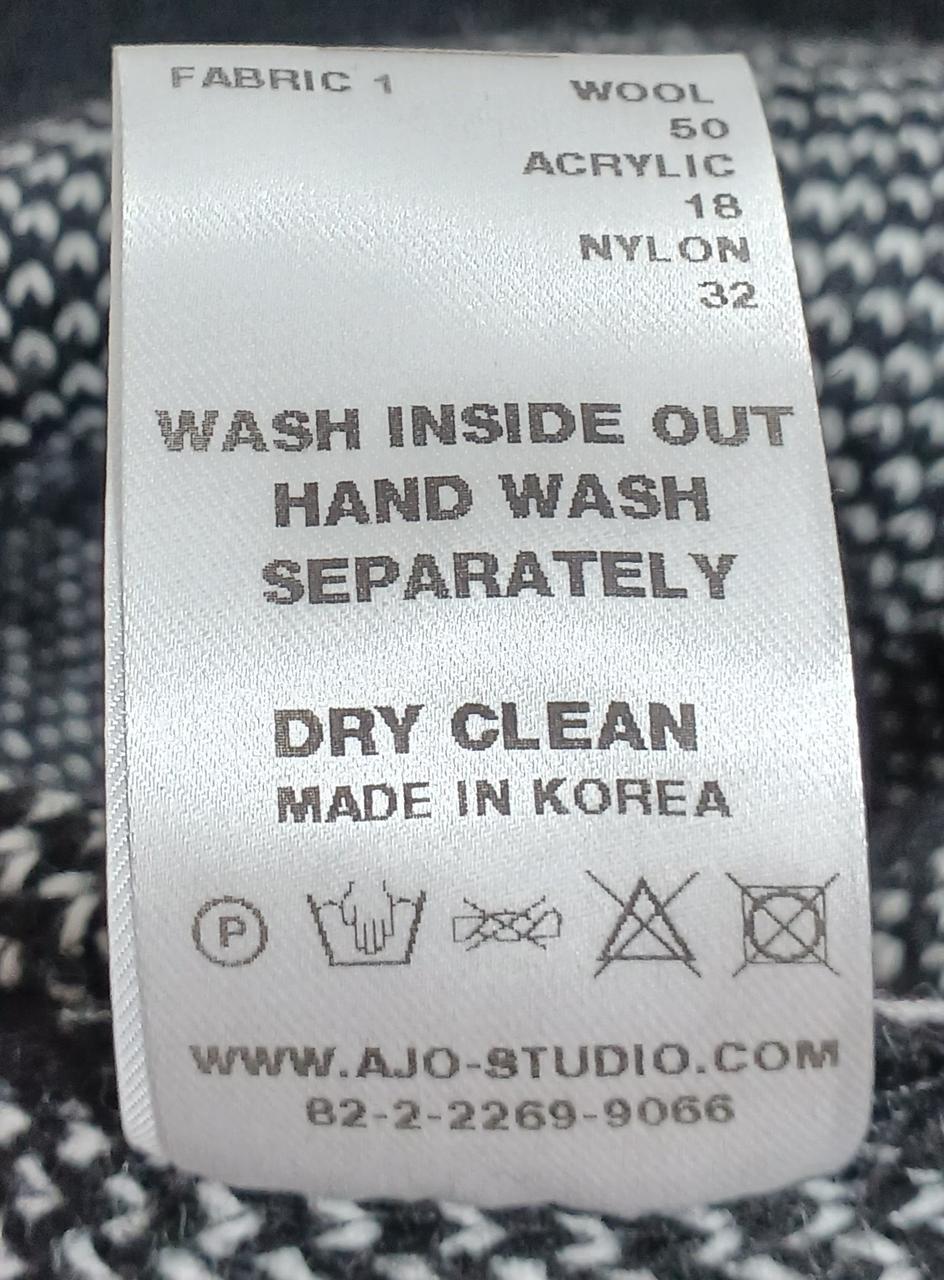 FABRIC 1 WOOL
50
ACRYLIC
18
NYLON
32
WASH INSIDE OUT
HAND WASH
SEPARATELY
DRY CLEAN
MADE IN KOREA
P
WWW.AJO-STUDIO.COM
82-2-2269-9066